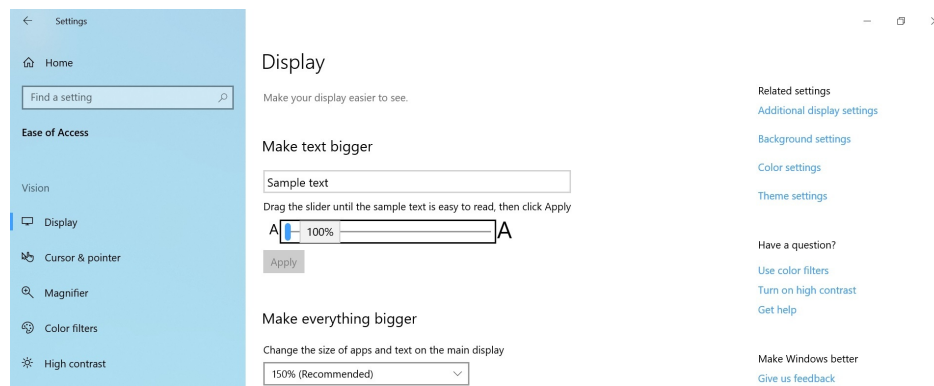 Settings
Home
Find a setting
Ease of Access
Vision
Display
Cursor & pointer
Magnifier
Color filters
High contrast
Display
Make your display easier to see.
Make text bigger
Sample text
Drag the slider until the sample text is easy to read, then click Apply
A 100% A
Apply
Make everything bigger
Change the size of apps and text on the main display
150% (Recommended)
Related settings
Additional display settings
Background settings
Color settings
Theme settings
Have a question?
Use color filters
Turn on high contrast
Get help
Make Windows better
Give us feedback